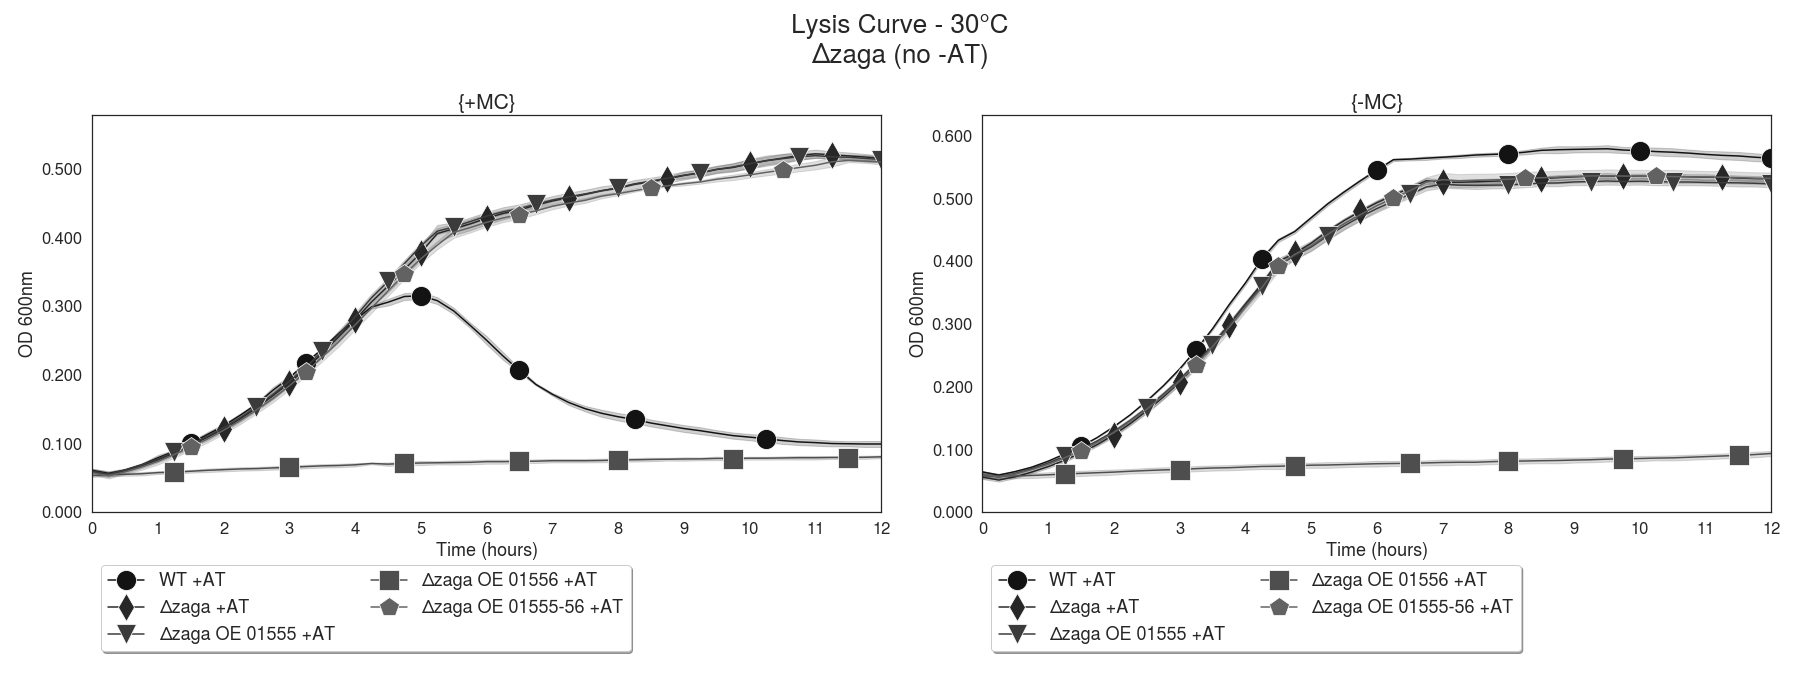 Lysis Curve - 30°C
Δzaga (no -AT)
{+MC}
OD 600nm
0.500
0.400
0.300
0.200
0.100
0.000
0 1 2 3 4 5 6 7 8 9 10 11 12
Time (hours)
WT +AT
Δzaga +AT
Δzaga OE 01555 +AT
Δzaga OE 01556 +AT
Δzaga OE 01555-56 +AT
{-MC}
OD 600nm
0.600
0.500
0.400
0.300
0.200
0.100
0.000
0 1 2 3 4 5 6 7 8 9 10 11 12
Time (hours)
WT +AT
Δzaga +AT
Δzaga OE 01555 +AT
Δzaga OE 01556 +AT
Δzaga OE 01555-56 +AT